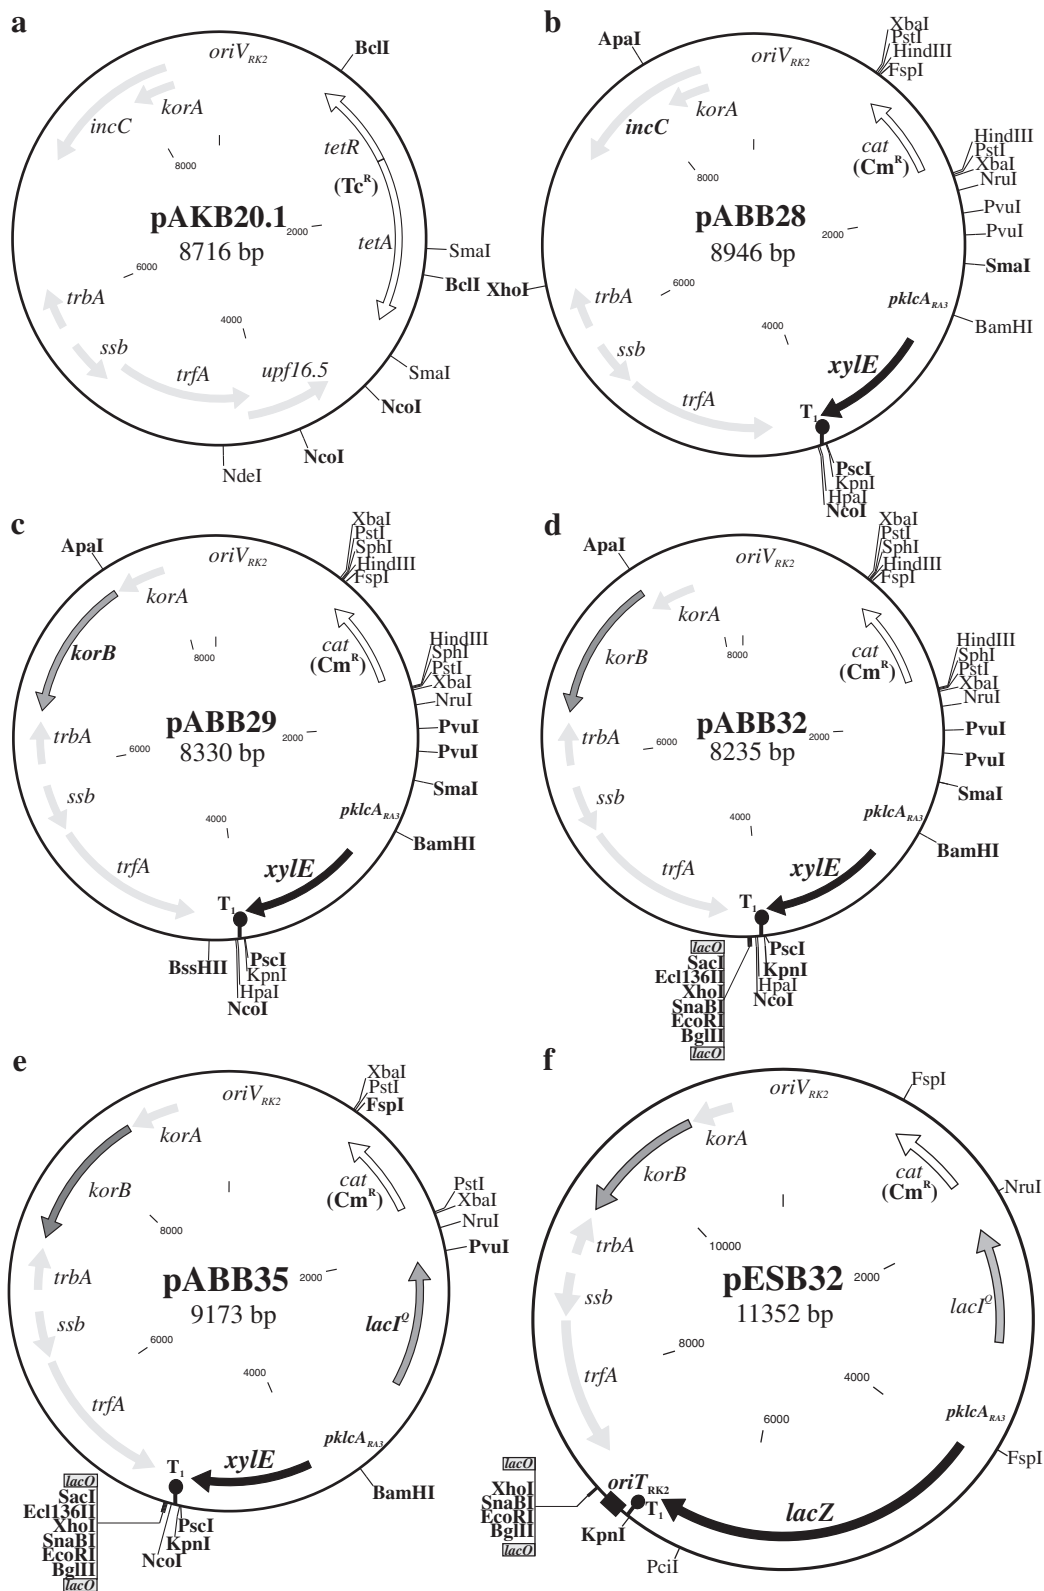 a
oriV RK2
BclI
korA
incC
8000
tetR
(Tc R)
pAKB20.1
8716 bp
2000
tetA
SmaI
BclI
6000
trbA
4000
ssb
trfA
upf16.5
SmaI
NcoI
NcoI
NdeI
b
XbaI
PstI
HindIII
FspI
ApaI
oriV RK2
korA
incC
cat
(Cm R)
8000
HindIII
PstI
XbaI
NruI
PvuI
PvuI
pABB28
8946 bp
2000
SmaI
XhoI
6000
trbA
pklcA RA3
BamHI
4000
ssb
xylE
trfA
T1
PscI
KpnI
HpaI
NcoI
c
XbaI
PstI
SphI
HindIII
FspI
ApaI
oriV RK2
korA
korB
cat
(Cm R)
8000
HindIII
SphI
PstI
XbaI
NruI
PvuI
PvuI
pABB29
8330 bp
2000
trbA
6000
SmaI
ssb
pklcA RA3
4000
BamHI
trfA
xylE
T1
BssHII
PscI
KpnI
HpaI
NcoI
d
XbaI
PstI
SphI
HindIII
FspI
ApaI
oriV RK2
korA
korB
cat
(Cm R)
8000
HindIII
SphI
PstI
XbaI
NruI
PvuI
PvuI
pABB32
8235 bp
2000
trbA
6000
SmaI
ssb
pklcA RA3
4000
BamHI
trfA
xylE
T1
lacO
SacI
Ecl136II
XhoI
SnaBI
EcoRI
BglII
lacO
PscI
KpnI
HpaI
NcoI
e
XbaI
PstI
FspI
oriV RK2
korA
korB
cat
(Cm R)
8000
PstI
XbaI
NruI
PvuI
pABB35
9173 bp
2000
trbA
lacI Q
ssb
6000
4000
trfA
pklcA RA3
xylE
T1
BamHI
lacO
SacI
Ecl136II
XhoI
SnaBI
EcoRI
BglII
lacO
PscI
KpnI
NcoI
f
oriV RK2
FspI
korA
korB
cat
(Cm R)
NruI
trbA
10000
pESB32
11352 bp
2000
ssb
lacI Q
8000
trfA
4000
6000
pklcA RA3
FspI
lacO
XhoI
SnaBI
EcoRI
BglII
lacO
oriT RK2
T1
KpnI
lacZ
PciI